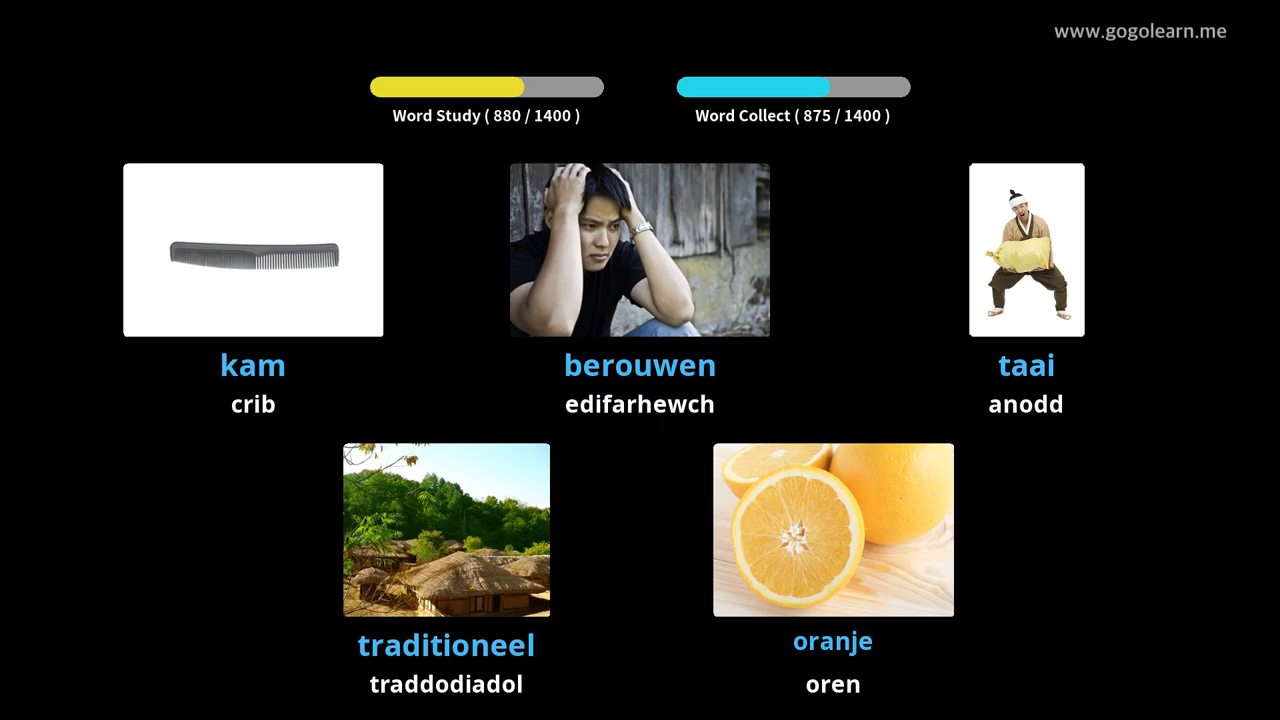 www.gogolearn.me
Word Study ( 880 / 1400 )
Word Collect ( 875 / 1400 )
kam
crib
berouwen
edifarhewch
taai
anodd
traditioneel
traddodiadol
oranje
oren